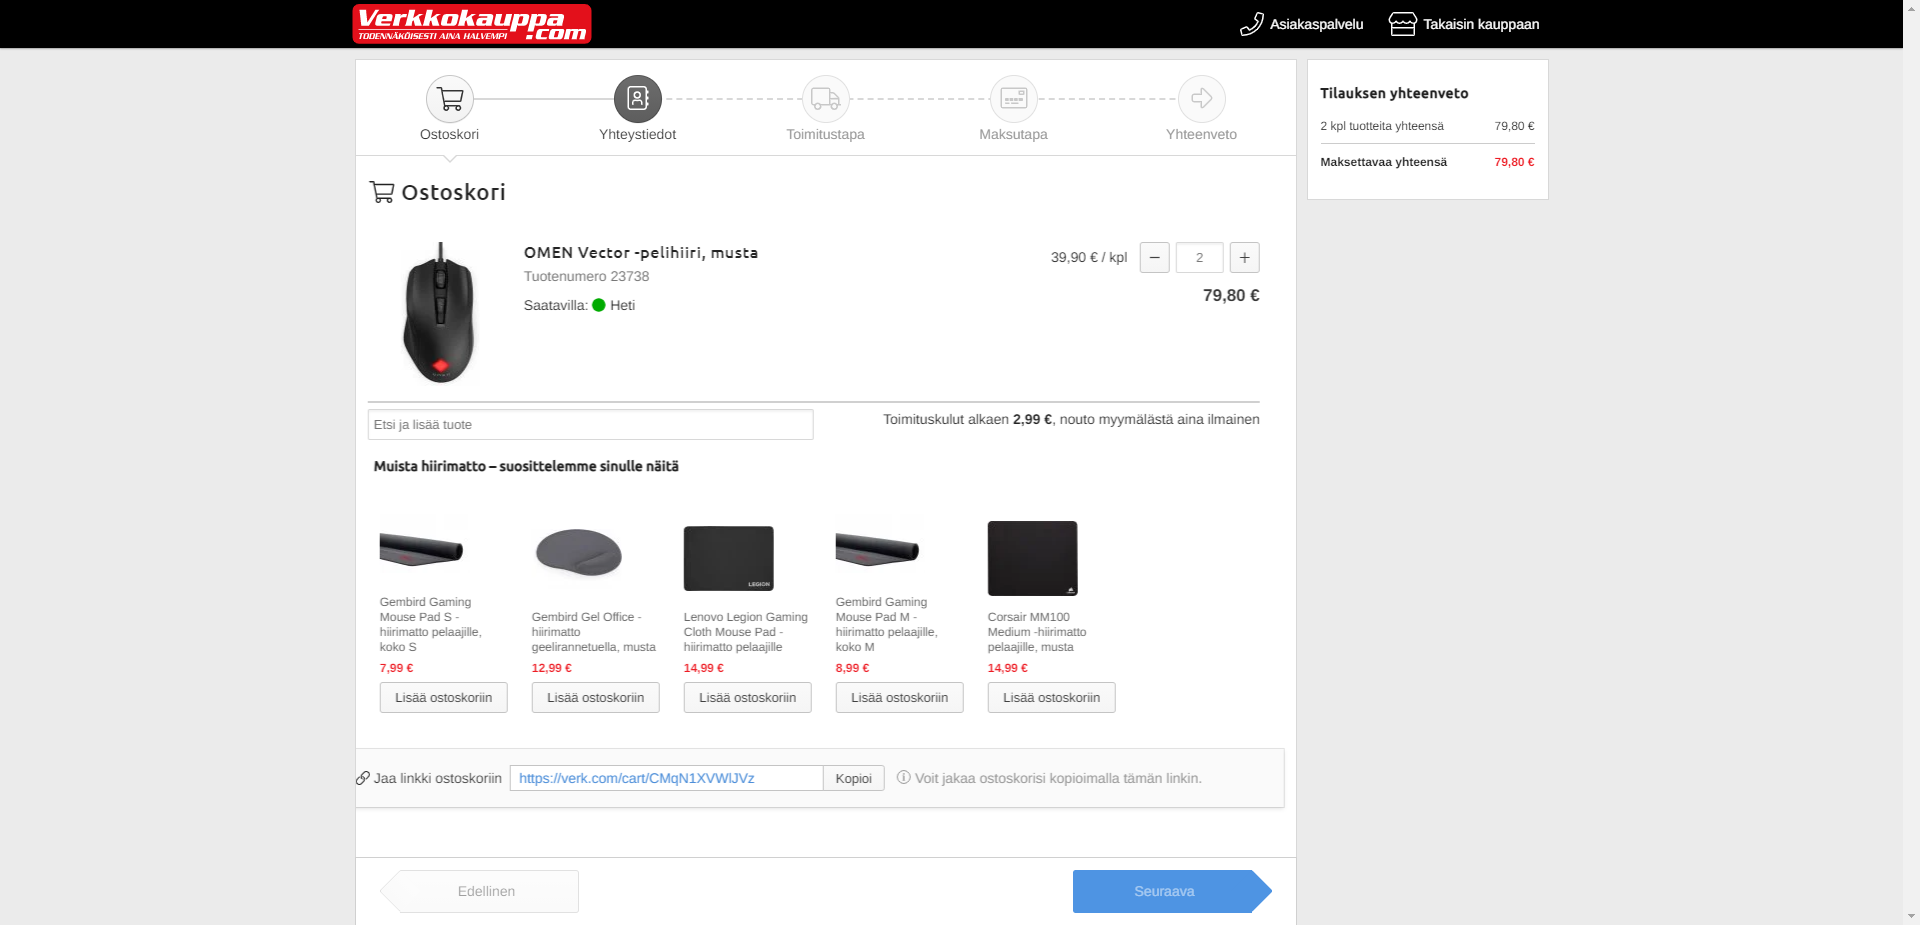 Verkkokauppa
.com
TODENNÄKÖISESTI AINA HALVEMPI
Asiakaspalvelu
Takaisin kauppaan
Ostoskori
Yhteystiedot
Toimitustapa
Maksutapa
Yhteenveto
Tilauksen yhteenveto
2 kpl tuotteita yhteensä 79,80 €
Maksettavaa yhteensä 79,80 €
Ostoskori
OMEN Vector -pelihiiri, musta
Tuotenumero 23738
Saatavilla: Heti
39,90 € / kpl − 2 +
79,80 €
Etsi ja lisää tuote
Toimituskulut alkaen 2,99 €, nouto myymälästä aina ilmainen
Muista hiirimatto – suosittelemme sinulle näitä
Gembird Gaming
Mouse Pad S -
hiirimatto pelaajille,
koko S
7,99 €
Lisää ostoskoriin
Gembird Gel Office -
hiirimatto
geelirannetuella, musta
12,99 €
Lisää ostoskoriin
LEGION
Lenovo Legion Gaming
Cloth Mouse Pad -
hiirimatto pelaajille
14,99 €
Lisää ostoskoriin
Gembird Gaming
Mouse Pad M -
hiirimatto pelaajille,
koko M
8,99 €
Lisää ostoskoriin
Corsair MM100
Medium -hiirimatto
pelaajille, musta
14,99 €
Lisää ostoskoriin
Jaa linkki ostoskoriin
https://verk.com/cart/CMqN1XVWlJVz
Kopioi
Voit jakaa ostoskorisi kopioimalla tämän linkin.
Edellinen
Seuraava